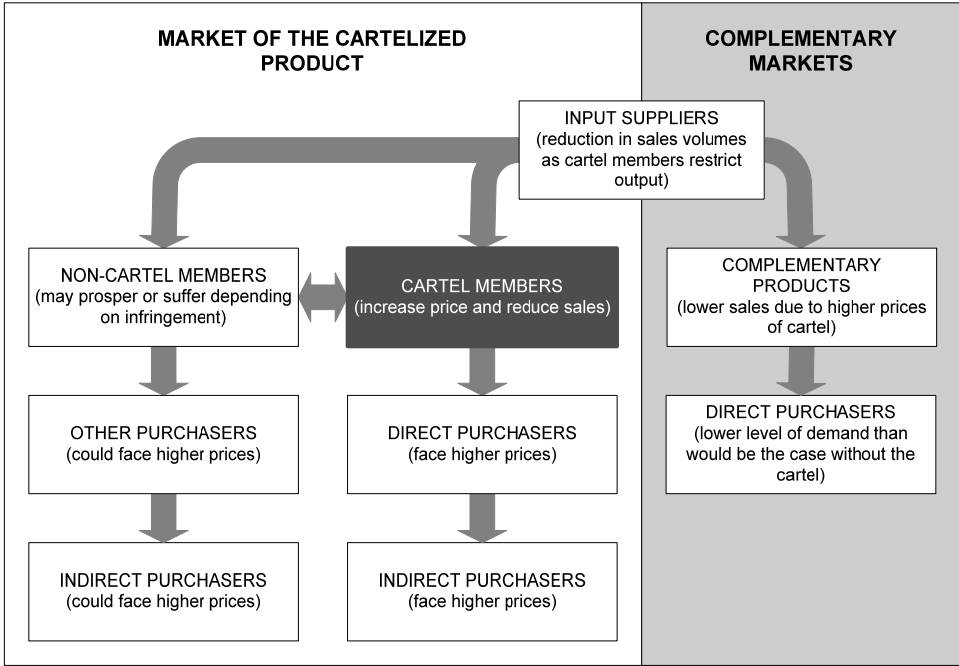 MARKET OF THE CARTELIZED
PRODUCT
COMPLEMENTARY
MARKETS
INPUT SUPPLIERS
(reduction in sales volumes
as cartel members restrict
output)
NON-CARTEL MEMBERS
(may prosper or suffer depending
on infringement)
CARTEL MEMBERS
(increase price and reduce sales)
COMPLEMENTARY
PRODUCTS
(lower sales due to higher prices
of cartel)
OTHER PURCHASERS
(could face higher prices)
DIRECT PURCHASERS
(face higher prices)
DIRECT PURCHASERS
(lower level of demand than
would be the case without the
cartel)
INDIRECT PURCHASERS
(could face higher prices)
INDIRECT PURCHASERS
(face higher prices)